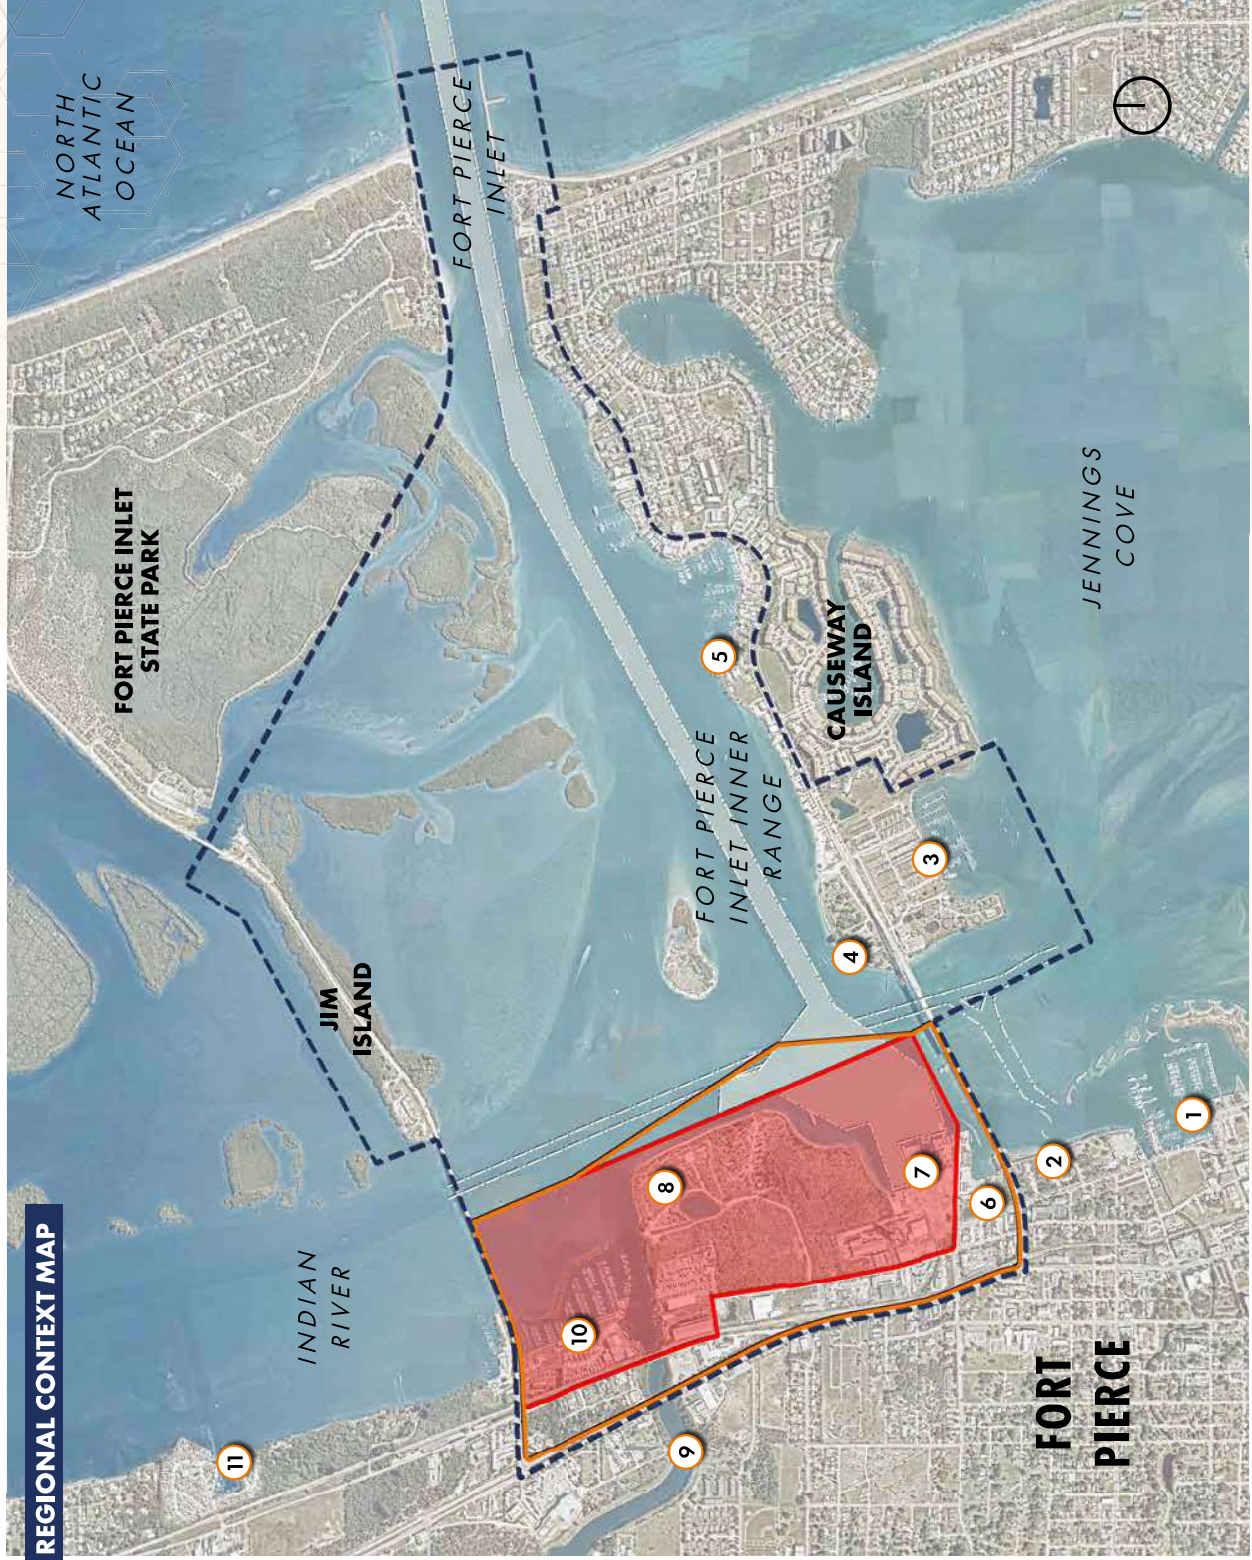 REGIONAL CONTEXT MAP
NORTH
ATLANTIC
OCEAN
FORT PIERCE INLET
STATE PARK
FORT PIERCE
INLET
INDIAN
RIVER
JIM
ISLAND
FORT PIERCE
INLET INNER
RANGE
CAUSEWAY
ISLAND
JENNINGS
COVE
FORT
PIERCE
11
10
9
8
7
6
5
4
3
2
1